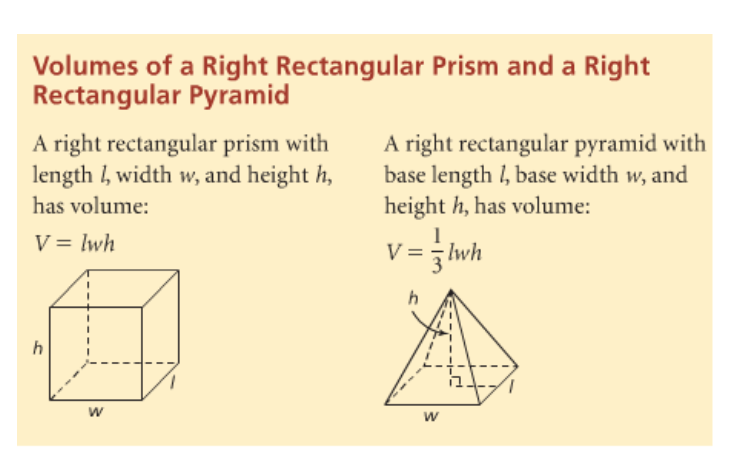 Volumes of a Right Rectangular Prism and a Right
Rectangular Pyramid
A right rectangular prism with
length l, width w, and height h,
has volume:
V = lwh
h
l
w
A right rectangular pyramid with
base length l, base width w, and
height h, has volume:
V = 1/3 lwh
h
l
w